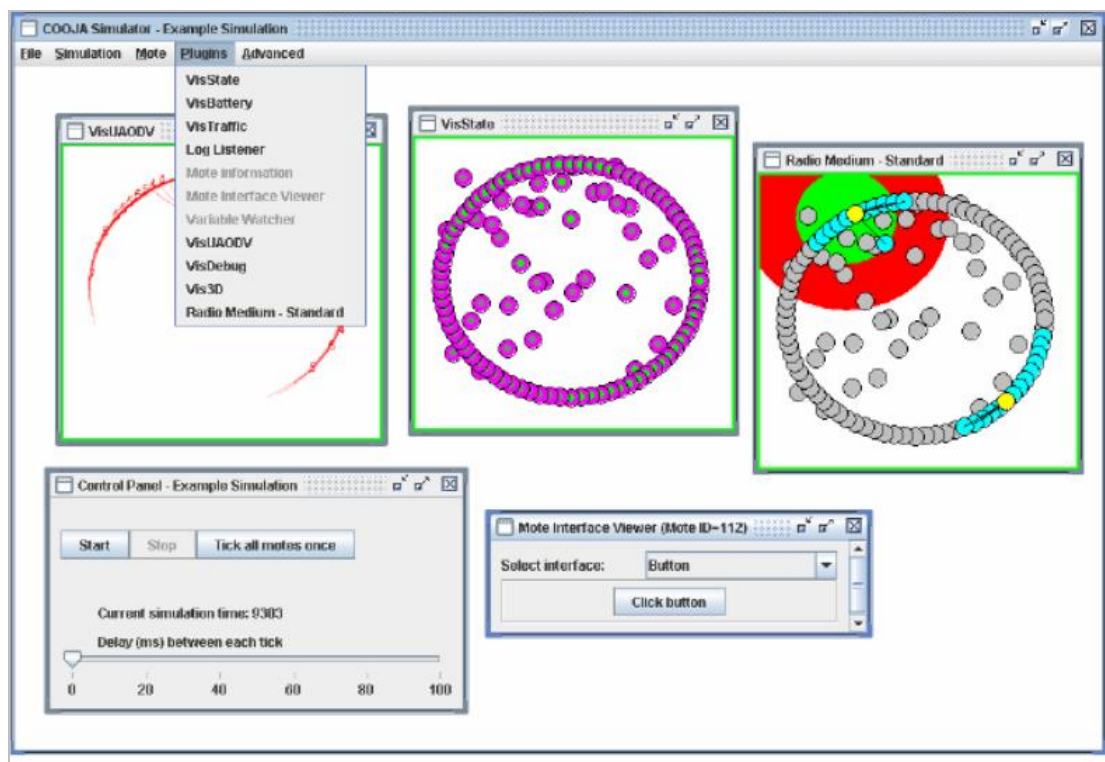 COOJA Simulator - Example Simulation
File Simulation Mote Plugins Advanced
VisState
VisBattery
VisTraffic
Log Listener
Mote Information
Mote Interface Viewer
Variable Watcher
VisUAODV
VisDebug
Vis3D
Radio Medium - Standard
VisUAODV
VisState
Radio Medium - Standard
Control Panel - Example Simulation
Start Stop Tick all motes once
Current simulation time: 9303
Delay (ms) between each tick
0 20 40 60 80 100
Mote Interface Viewer (Mote ID=112)
Select interface: Button
Click button